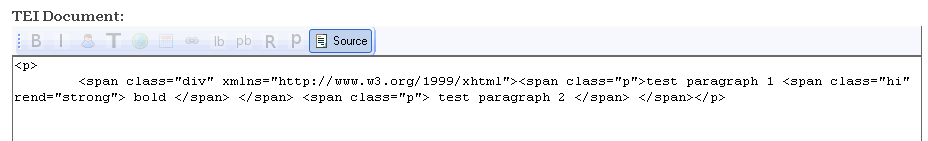 TEI Document:
B I T lb pb R P Source
<p>
<span class="div" xmlns="http://www.w3.org/1999/xhtml"><span class="p">test paragraph 1 <span class="hi"
rend="strong"> bold </span> </span> <span class="p"> test paragraph 2 </span> </span></p>